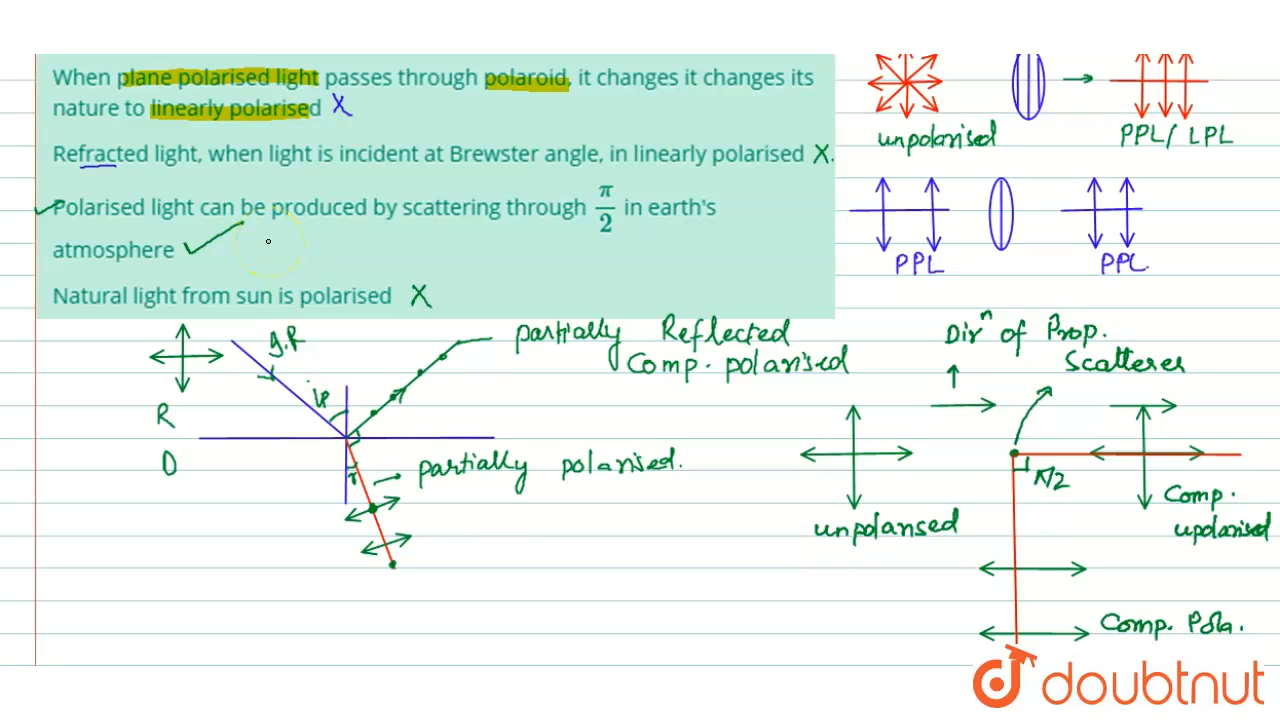 When plane polarised light passes through polaroid, it changes it changes its
nature to linearly polarised X
Refracted light, when light is incident at Brewster angle, in linearly polarised X.
Polarised light can be produced by scattering through π/2 in earth's
atmosphere
Natural light from sun is polarised X
unpolarised
PPL/ LPL
PPL
PPL
I.R
ip
R
D
r
partially Reflected
Comp. polarised
partially polarised.
Dirⁿ of Prop.
Scatterer
unpolarised
π/2
Comp.
upolarised
Comp. Pola.
doubtnut